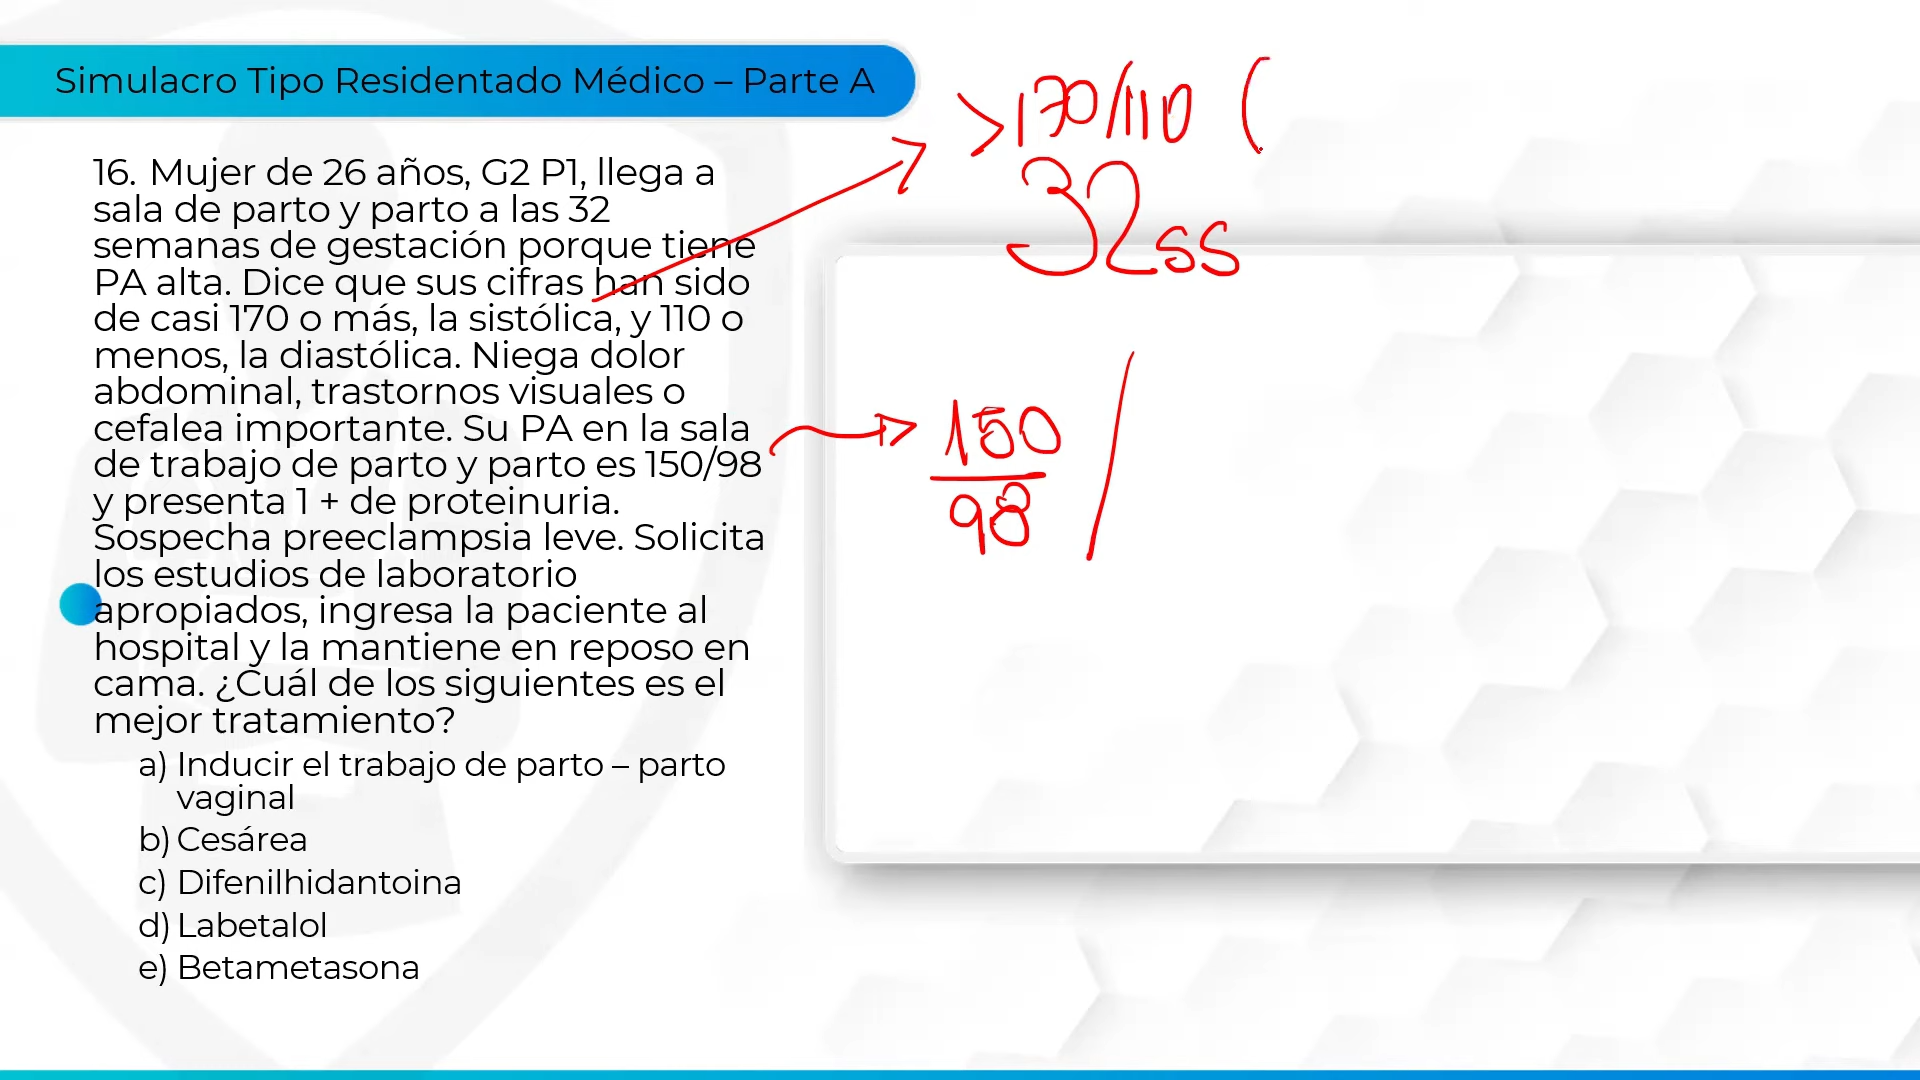 Simulacro Tipo Residentado Médico – Parte A
>170/110 (
32ss
16. Mujer de 26 años, G2 P1, llega a
sala de parto y parto a las 32
semanas de gestación porque tiene
PA alta. Dice que sus cifras han sido
de casi 170 o más, la sistólica, y 110 o
menos, la diastólica. Niega dolor
abdominal, trastornos visuales o
cefalea importante. Su PA en la sala
de trabajo de parto y parto es 150/98
y presenta 1 + de proteinuria.
Sospecha preeclampsia leve. Solicita
los estudios de laboratorio
apropiados, ingresa la paciente al
hospital y la mantiene en reposo en
cama. ¿Cuál de los siguientes es el
mejor tratamiento?
a) Inducir el trabajo de parto – parto
vaginal
b) Cesárea
c) Difenilhidantoina
d) Labetalol
e) Betametasona
150
98